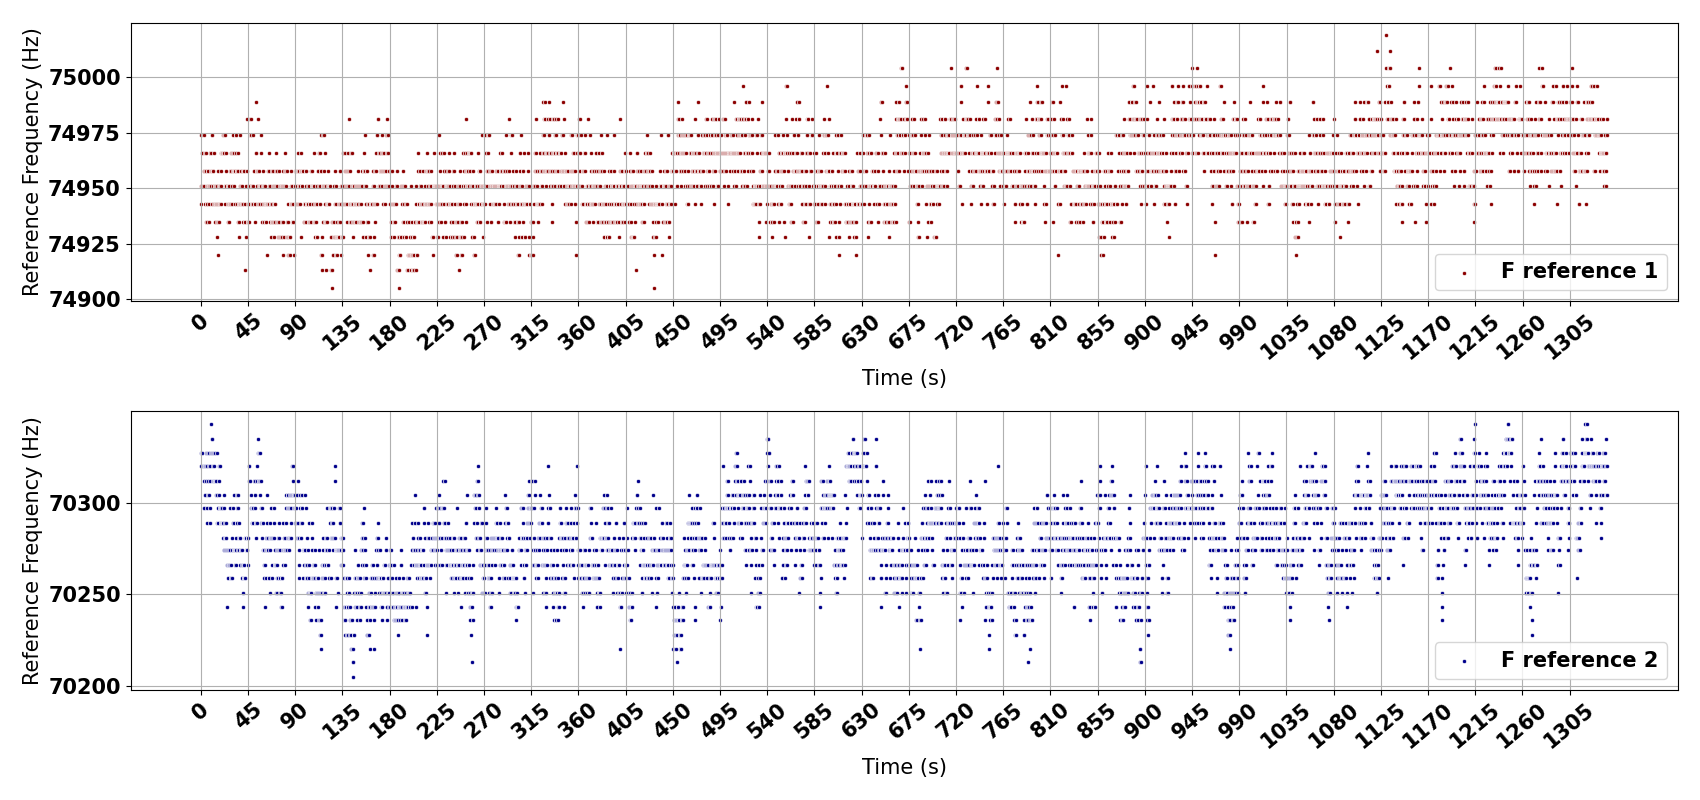 Reference Frequency (Hz)
75000
74975
74950
74925
74900
F reference 1
0 45 90 135 180 225 270 315 360 405 450 495 540 585 630 675 720 765 810 855 900 945 990 1035 1080 1125 1170 1215 1260 1305
Time (s)
Reference Frequency (Hz)
70300
70250
70200
F reference 2
0 45 90 135 180 225 270 315 360 405 450 495 540 585 630 675 720 765 810 855 900 945 990 1035 1080 1125 1170 1215 1260 1305
Time (s)